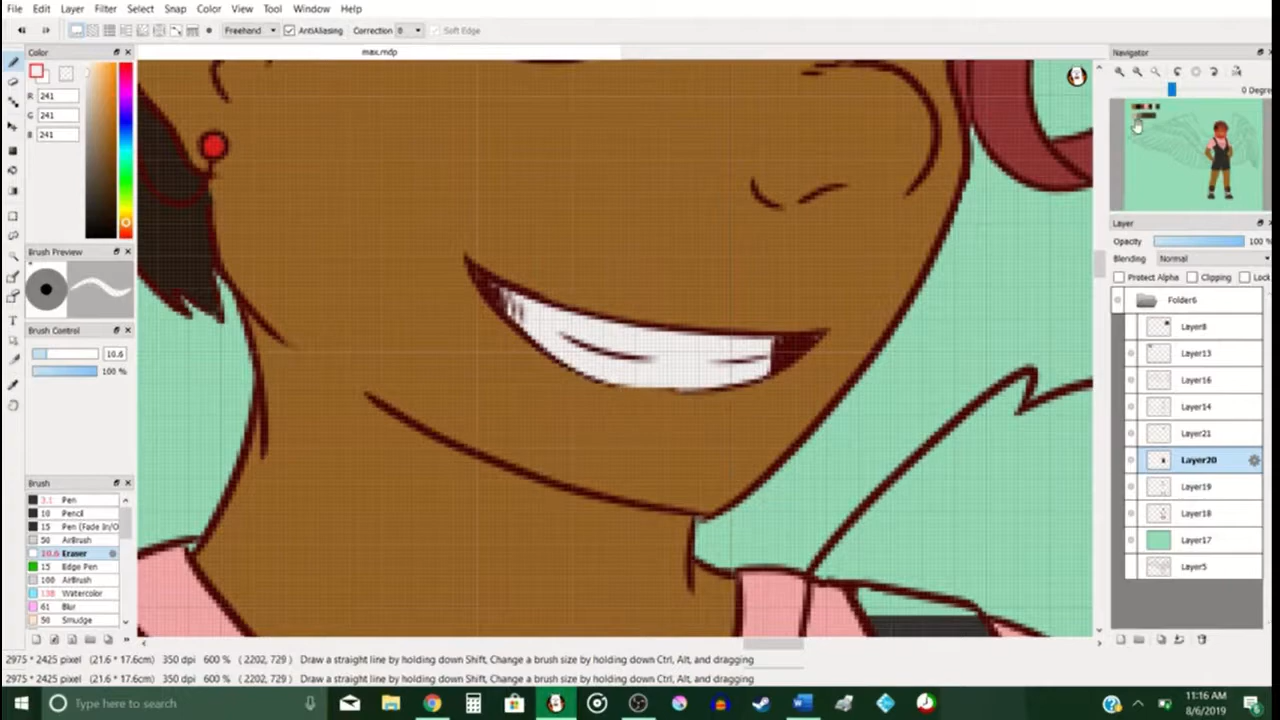 File Edit Layer Filter Select Snap Color View Tool Window Help
Freehand AntiAliasing Correction 0 Soft Edge
Color
max.mdp
Navigator
R 241
G 241
B 241
0 Degree
Brush Preview
Layer
Opacity 100 %
Blending Normal
Protect Alpha Clipping Lock
Folder6
Layer8
Layer13
Layer16
Layer14
Layer21
Layer20
Layer19
Layer18
Layer17
Layer5
Brush Control
10.6
100 %
Brush
3.1 Pen
10 Pencil
15 Pen (Fade In/O
50 AirBrush
10.6 Eraser
15 Edge Pen
100 AirBrush
138 Watercolor
61 Blur
50 Smudge
2975 * 2425 pixel (21.6 * 17.6cm) 350 dpi 600 % ( 2202, 729 ) Draw a straight line by holding down Shift, Change a brush size by holding down Ctrl, Alt, and dragging
2975 * 2425 pixel (21.6 * 17.6cm) 350 dpi 600 % ( 2202, 729 ) Draw a straight line by holding down Shift, Change a brush size by holding down Ctrl, Alt, and dragging
Type here to search
11:16 AM
8/6/2019